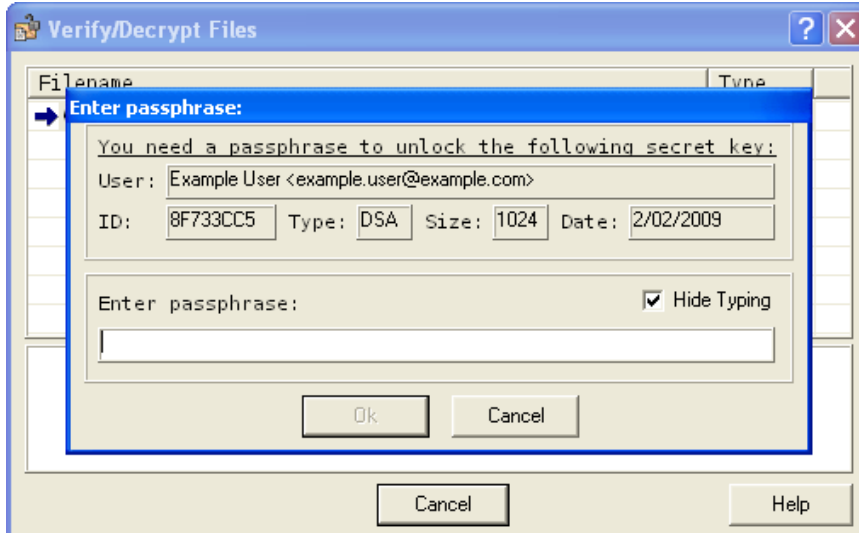 Verify/Decrypt Files
Filename Type
Enter passphrase:
You need a passphrase to unlock the following secret key:
User: Example User <example.user@example.com>
ID: 8F733CC5 Type: DSA Size: 1024 Date: 2/02/2009
Enter passphrase: Hide Typing
Ok Cancel
Cancel Help